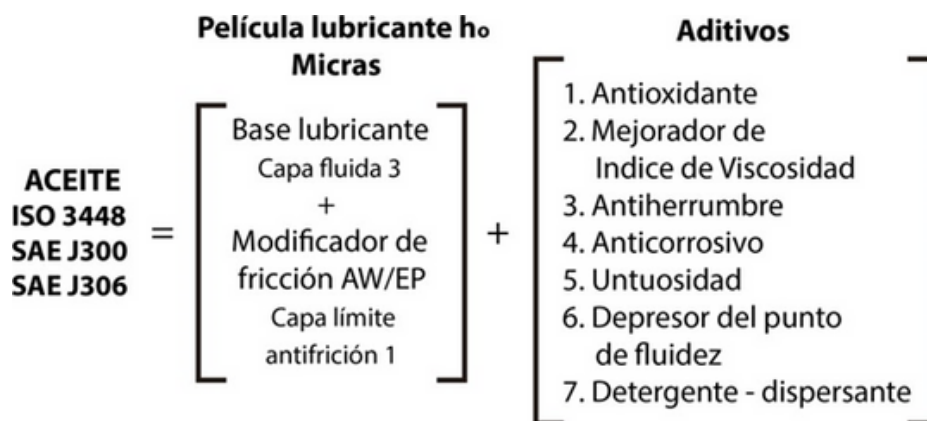 Película lubricante h₀
Micras
Aditivos
ACEITE
ISO 3448
SAE J300
SAE J306
=
Base lubricante
Capa fluida 3
+
Modificador de
fricción AW/EP
Capa límite
antifrición 1
+
1. Antioxidante
2. Mejorador de
Indice de Viscosidad
3. Antiherrumbre
4. Anticorrosivo
5. Untuosidad
6. Depresor del punto
de fluidez
7. Detergente - dispersante